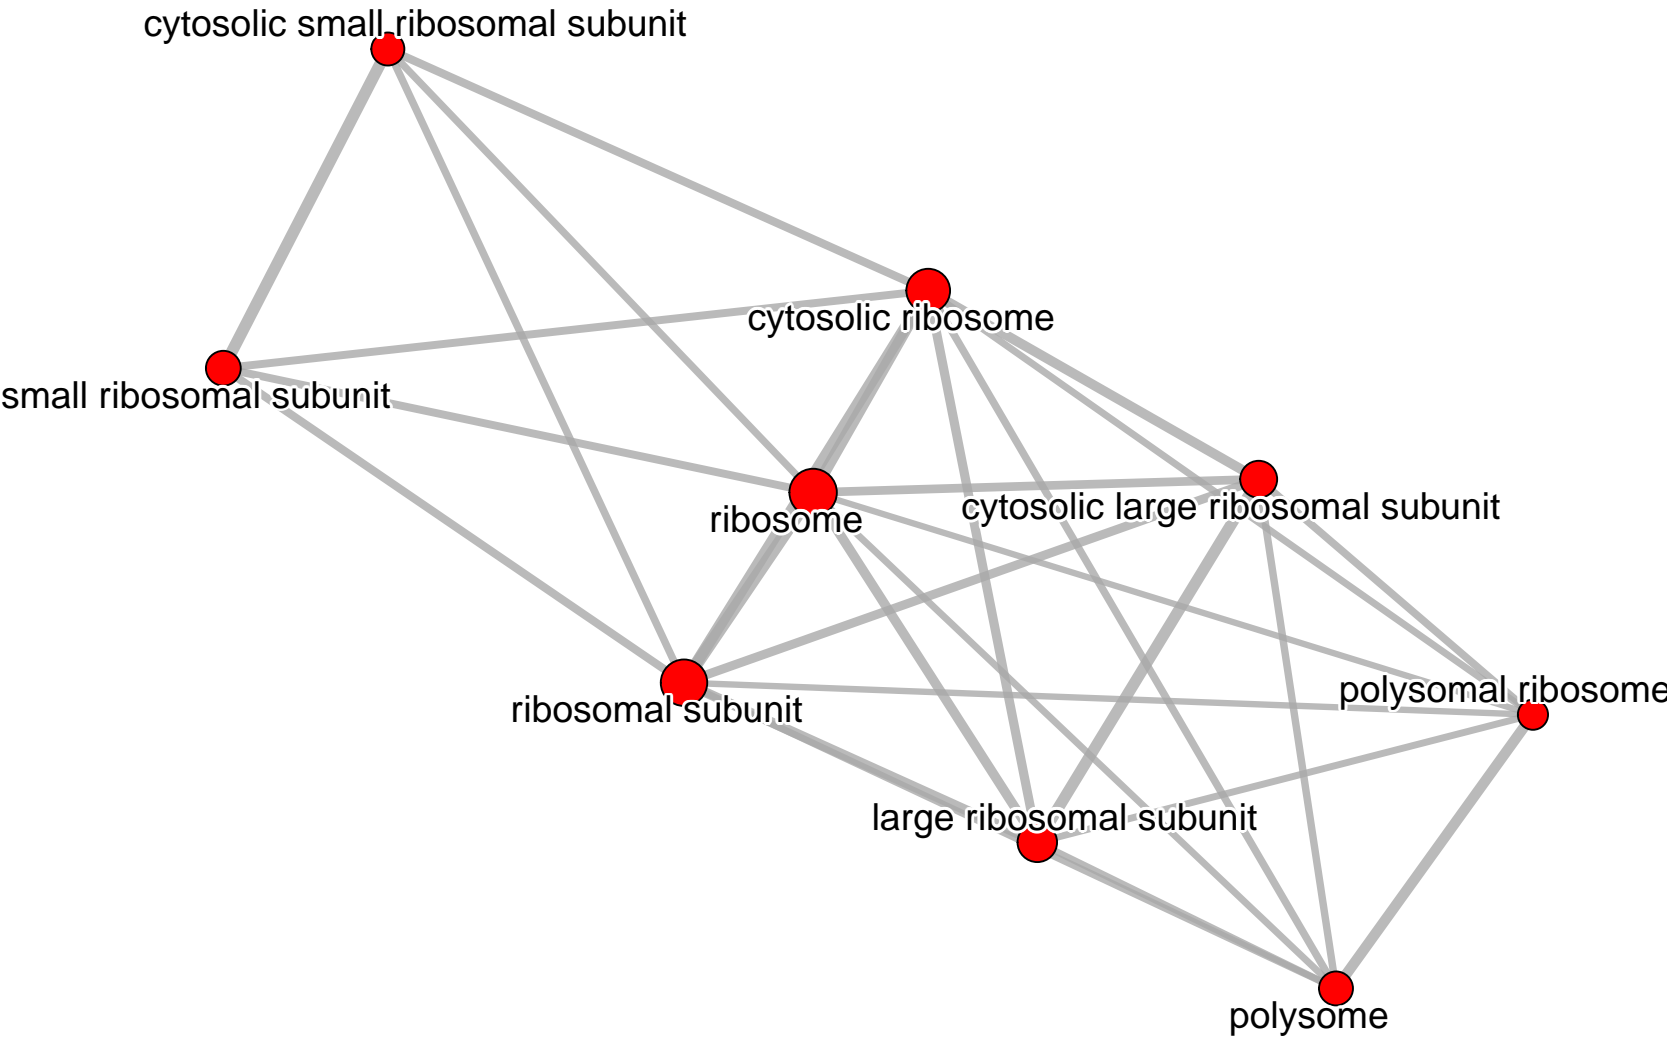 cytosolic small ribosomal subunit
cytosolic ribosome
small ribosomal subunit
cytosolic large ribosomal subunit
ribosome
polysomal ribosome
ribosomal subunit
large ribosomal subunit
polysome